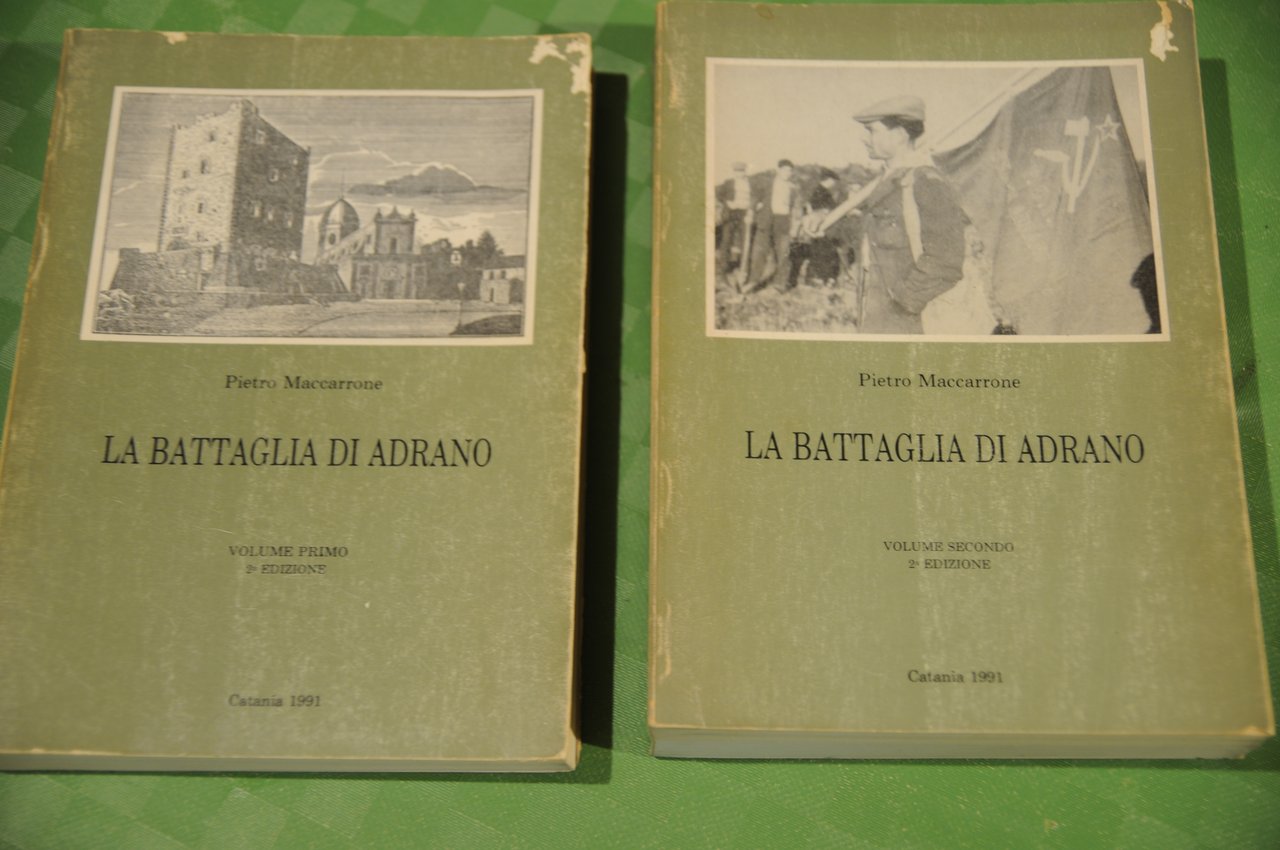 Pietro Maccarrone
LA BATTAGLIA DI ADRANO
VOLUME PRIMO
2ª EDIZIONE
Catania 1991
Pietro Maccarrone
LA BATTAGLIA DI ADRANO
VOLUME SECONDO
2ª EDIZIONE
Catania 1991